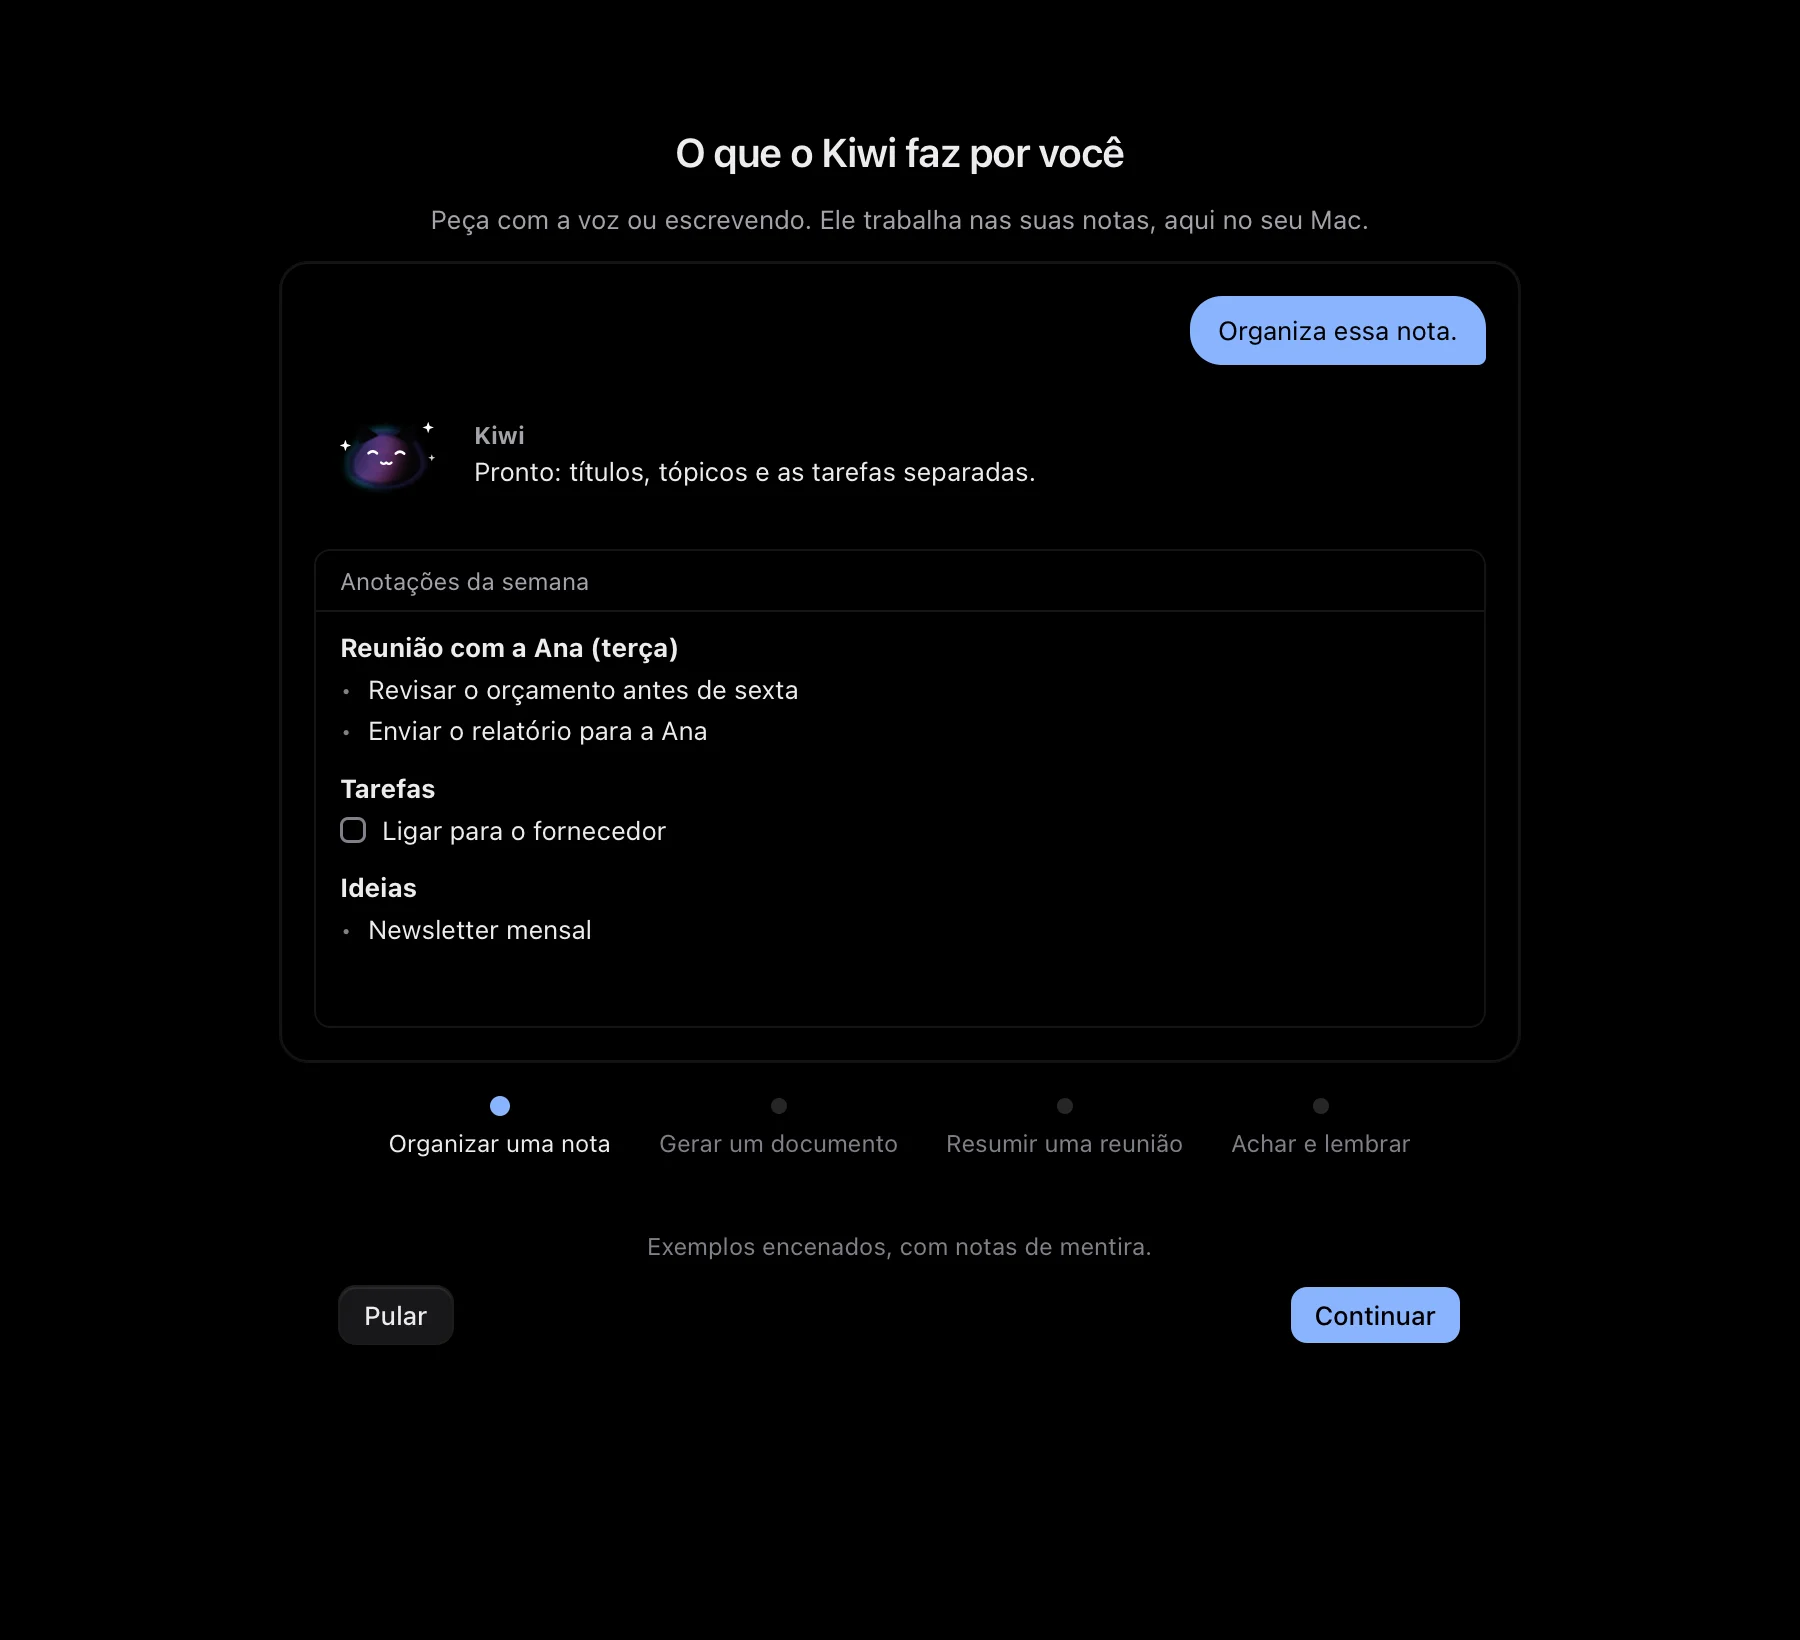 O que o Kiwi faz por você
Peça com a voz ou escrevendo. Ele trabalha nas suas notas, aqui no seu Mac.
Organiza essa nota.
Kiwi
Pronto: títulos, tópicos e as tarefas separadas.
Anotações da semana
Reunião com a Ana (terça)
• Revisar o orçamento antes de sexta
• Enviar o relatório para a Ana
Tarefas
Ligar para o fornecedor
Ideias
• Newsletter mensal
Organizar uma nota
Gerar um documento
Resumir uma reunião
Achar e lembrar
Exemplos encenados, com notas de mentira.
Pular
Continuar